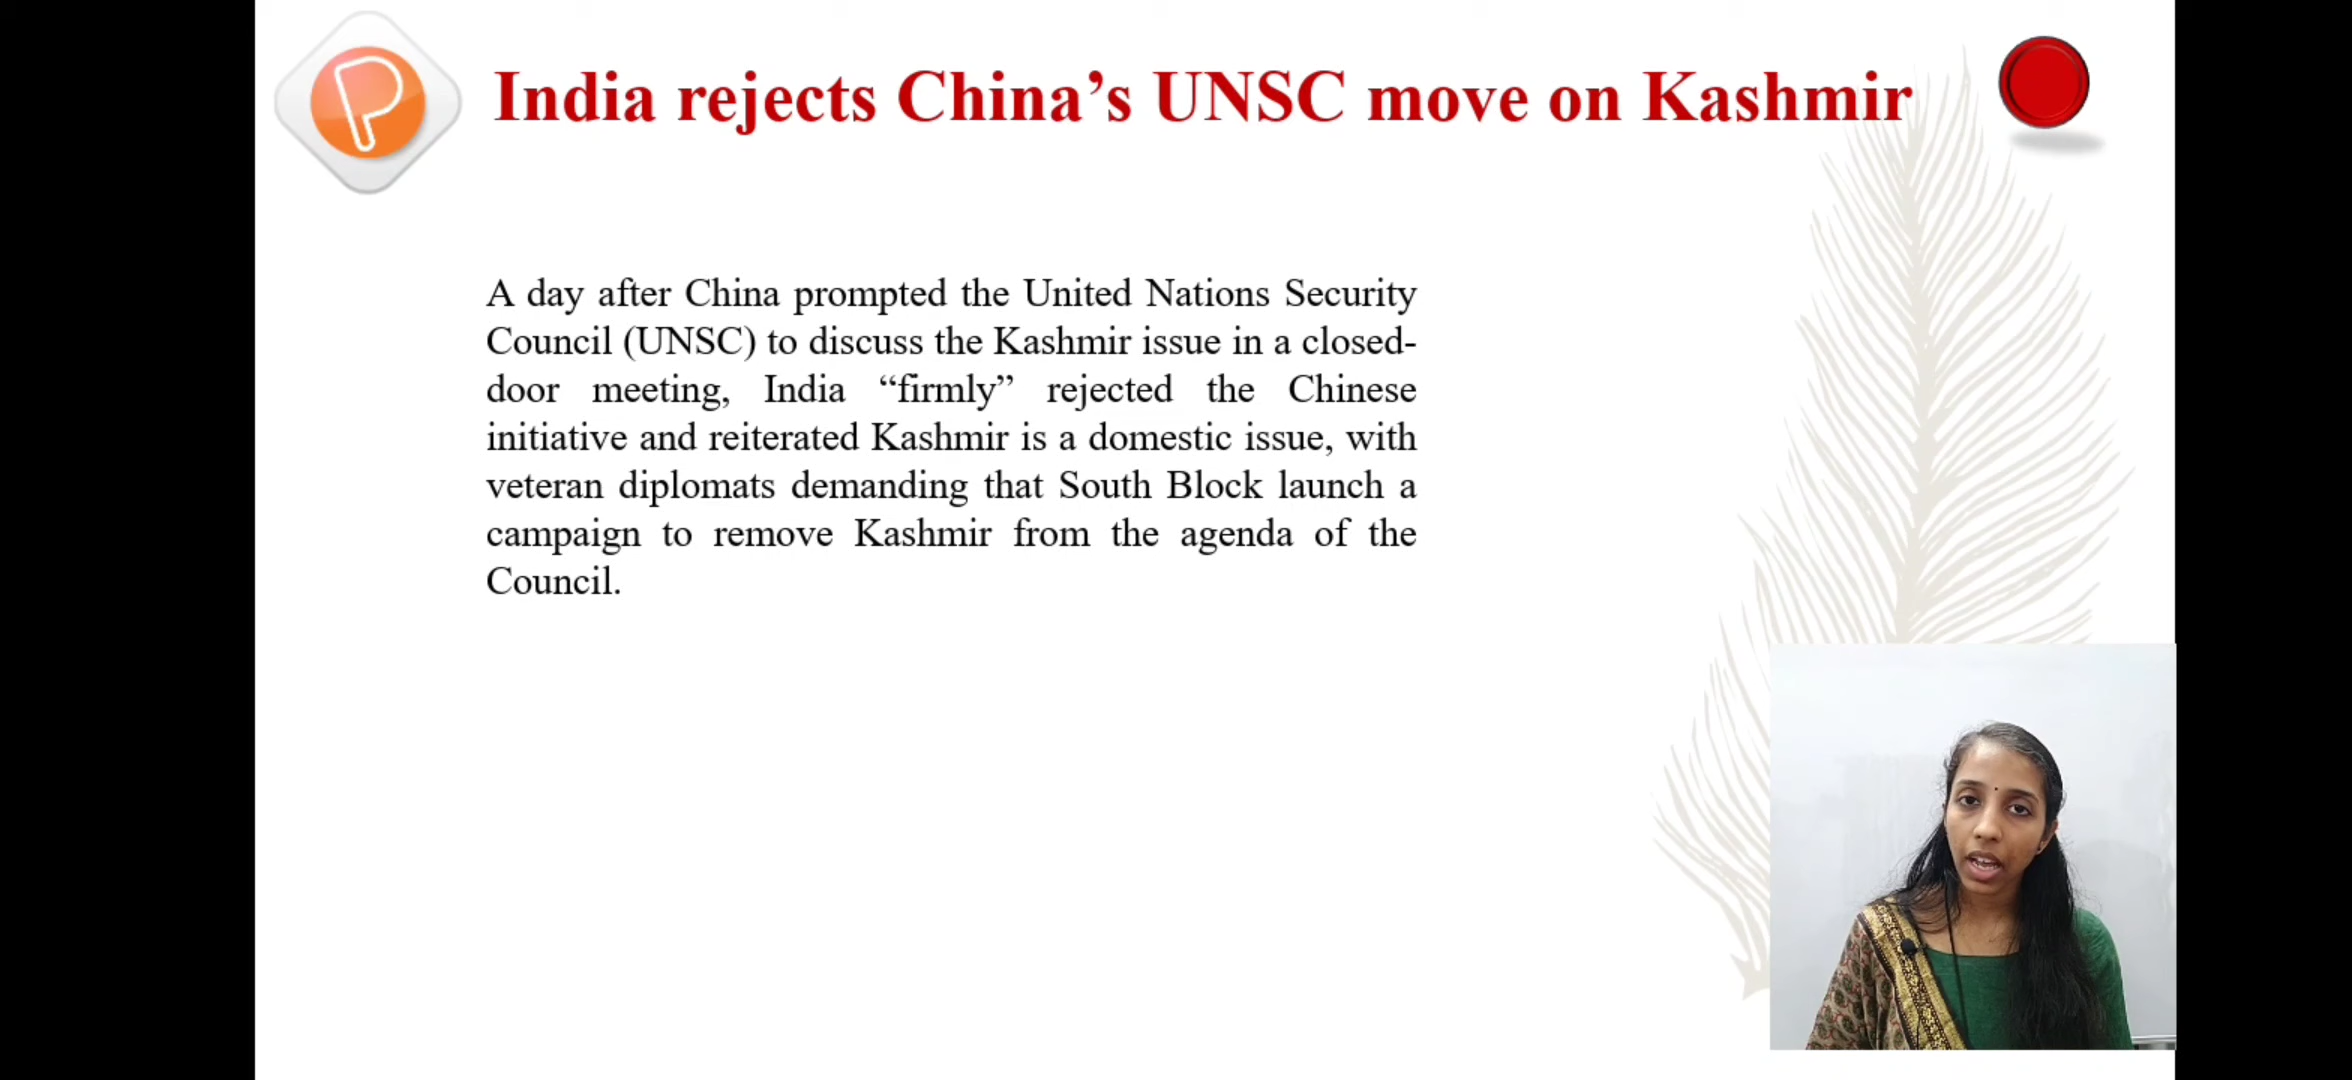 India rejects China’s UNSC move on Kashmir
A day after China prompted the United Nations Security
Council (UNSC) to discuss the Kashmir issue in a closed-
door meeting, India “firmly” rejected the Chinese
initiative and reiterated Kashmir is a domestic issue, with
veteran diplomats demanding that South Block launch a
campaign to remove Kashmir from the agenda of the
Council.